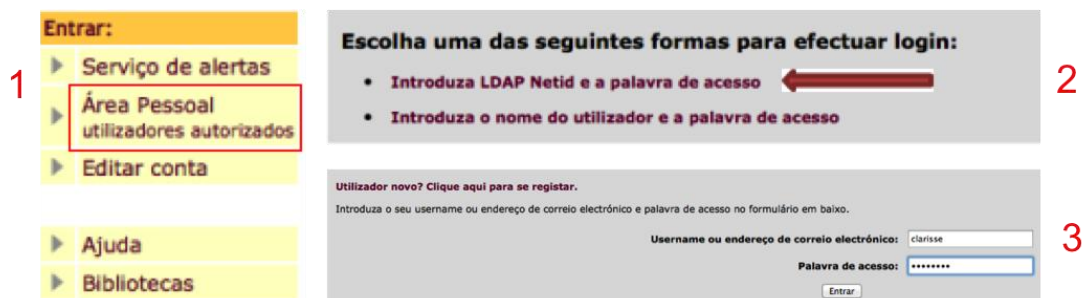 1
Entrar:
Serviço de alertas
Área Pessoal
utilizadores autorizados
Editar conta
Ajuda
Bibliotecas
2
Escolha uma das seguintes formas para efectuar login:
• Introduza LDAP Netid e a palavra de acesso
• Introduza o nome do utilizador e a palavra de acesso
3
Utilizador novo? Clique aqui para se registar.
Introduza o seu username ou endereço de correio electrónico e palavra de acesso no formulário em baixo.
Username ou endereço de correio electrónico: clarisse
Palavra de acesso: ••••••••
Entrar